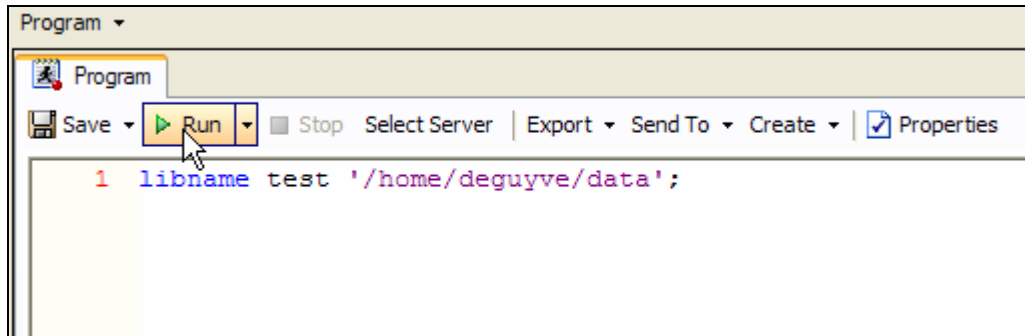 Program
Program
Save Run Stop Select Server Export Send To Create Properties
1 libname test '/home/deguyve/data';